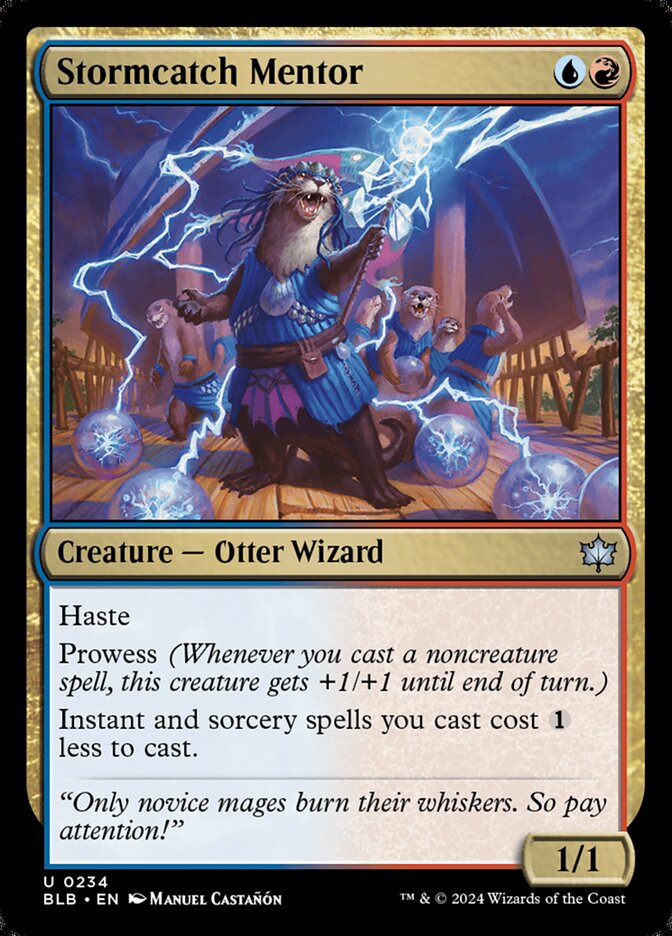 Stormcatch Mentor
Creature — Otter Wizard
Haste
Prowess (Whenever you cast a noncreature
spell, this creature gets +1/+1 until end of turn.)
Instant and sorcery spells you cast cost 1
less to cast.
“Only novice mages burn their whiskers. So pay
attention!”
1/1
U 0234
BLB • EN Manuel Castañón
™ & © 2024 Wizards of the Coast